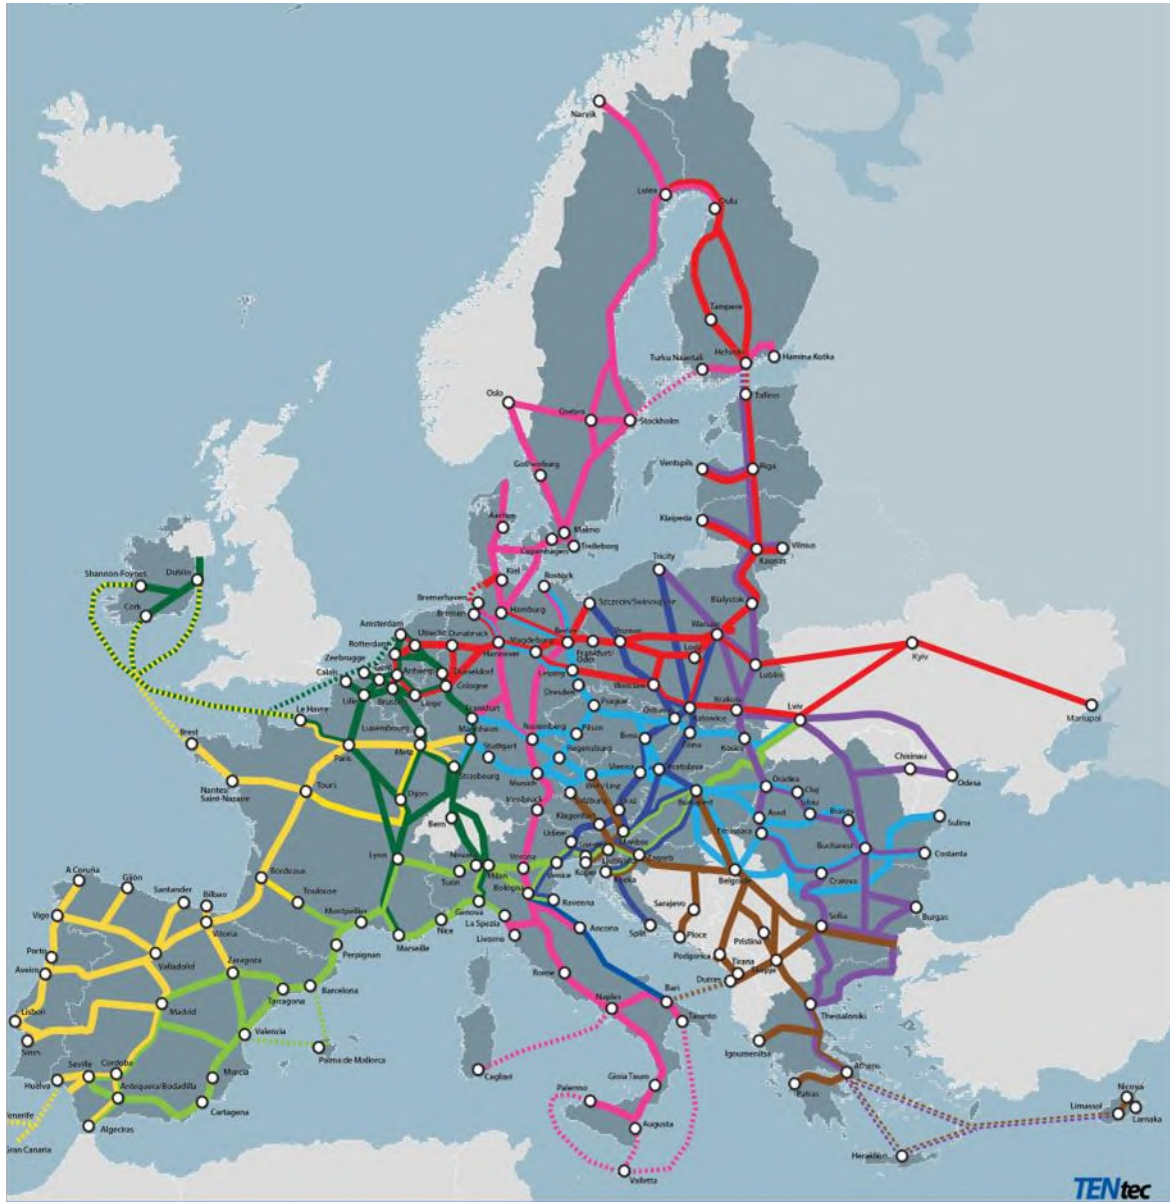 Narvik
Lulea
Oulu
Tampere
Helsinki
Hamina Kotka
Turku Naantali
Tallinn
Oslo
Örebro
Stockholm
Gothenburg
Ventspils
Riga
Aarhus
Malmo
Copenhagen
Trelleborg
Klaipeda
Vilnius
Kaunas
Tricity
Shannon-Foynes
Dublin
Cork
Kiel
Rostock
Bremerhaven
Bremen
Hamburg
Szczecin/Swinoujscie
Bialystok
Amsterdam
Utrecht
Osnabruck
Rotterdam
Hannover
Magdeburg
Berlin
Frankfurt/
Oder
Poznan
Warsaw
Lodz
Kyiv
Zeebrugge
Calais
Antwerp
Dusseldorf
Cologne
Lille
Brussels
Liege
Leipzig
Dresden
Wroclaw
Lublin
Le Havre
Luxembourg
Frankfurt
Mannheim
Prague
Ostrava
Katowice
Krakow
Lviv
Mariupol
Brest
Paris
Metz
Stuttgart
Strasbourg
Nuremberg
Regensburg
Pilsen
Brno
Zilina
Kosice
Chisinau
Odesa
Nantes
Saint-Nazaire
Tours
Dijon
Bern
Munich
Innsbruck
Salzburg
Wels/Linz
Vienna
Bratislava
Budapest
Oradea
Cluj
Arad
Sibiu
Brasov
Timisoara
Sulina
Lyon
Novara
Milan
Turin
Verona
Udine
Klagenfurt
Graz
Maribor
Ljubljana
Koper
Zagreb
Rijeka
Venice
Bucharest
Costanta
Craiova
Belgrade
A Coruña
Gijón
Santander
Bilbao
Vitoria
Bordeaux
Toulouse
Montpellier
Marseille
Nice
Genova
La Spezia
Livorno
Bologna
Ravenna
Ancona
Split
Sarajevo
Ploce
Pristina
Podgorica
Tirana
Skopje
Durres
Sofia
Burgas
Vigo
Porto
Aveiro
Valladolid
Zaragoza
Perpignan
Barcelona
Tarragona
Madrid
Lisbon
Sines
Valencia
Palma de Mallorca
Rome
Naples
Bari
Taranto
Thessaloniki
Igoumenitsa
Athens
Patras
Cagliari
Seville
Cordoba
Huelva
Antequera/Bobadilla
Murcia
Cartagena
Algeciras
Tenerife
Gran Canaria
Palermo
Gioia Tauro
Augusta
Valletta
Heraklion
Nicosia
Limassol
Larnaka
TENtec